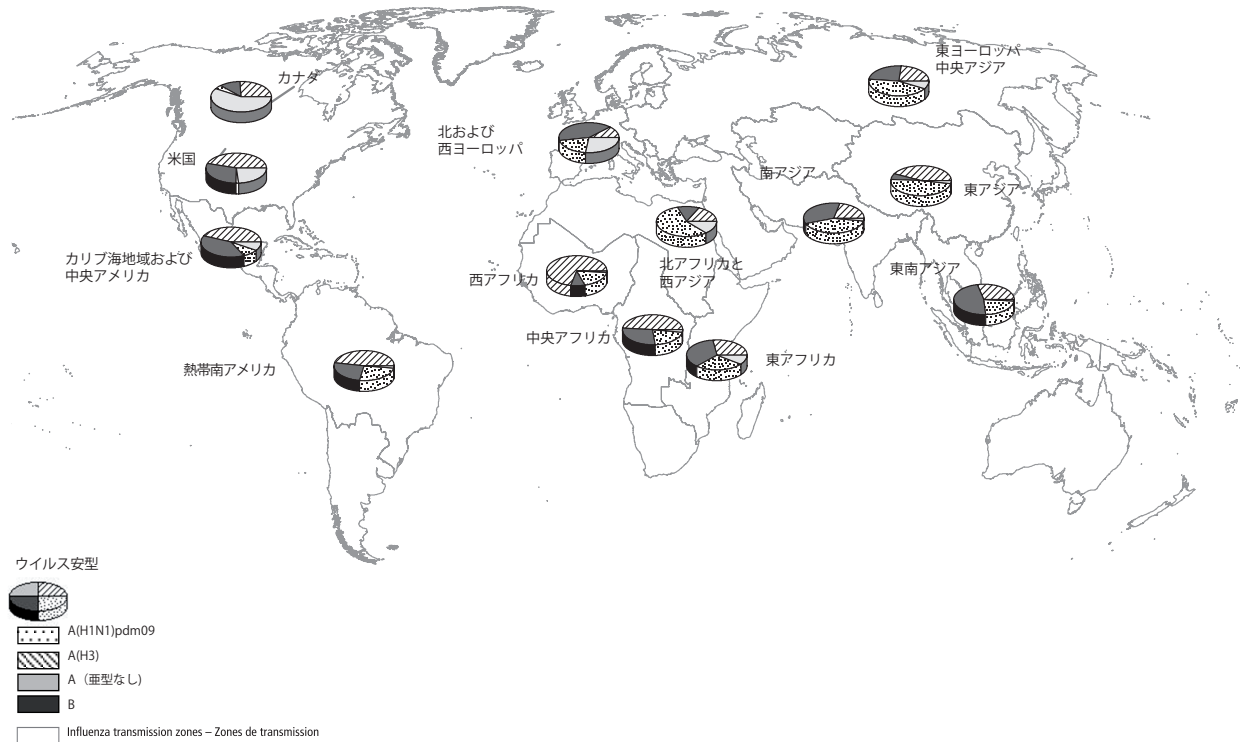 東ヨーロッパ
中央アジア
カナダ
北および
西ヨーロッパ
米国
南アジア
東アジア
カリブ海地域および
中央アメリカ
西アフリカ
北アフリカと
西アジア
東南アジア
中央アフリカ
東アフリカ
熱帯南アメリカ
ウイルス安型
A(H1N1)pdm09
A(H3)
A（亜型なし）
B
Influenza transmission zones – Zones de transmission